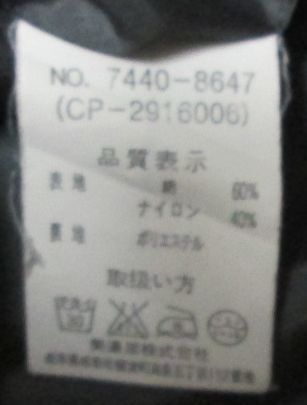 NO. 7440-8647
(CP-2916006)
品質表示
表地 綿 60%
ナイロン 40%
裏地 ポリエステル
取扱い方